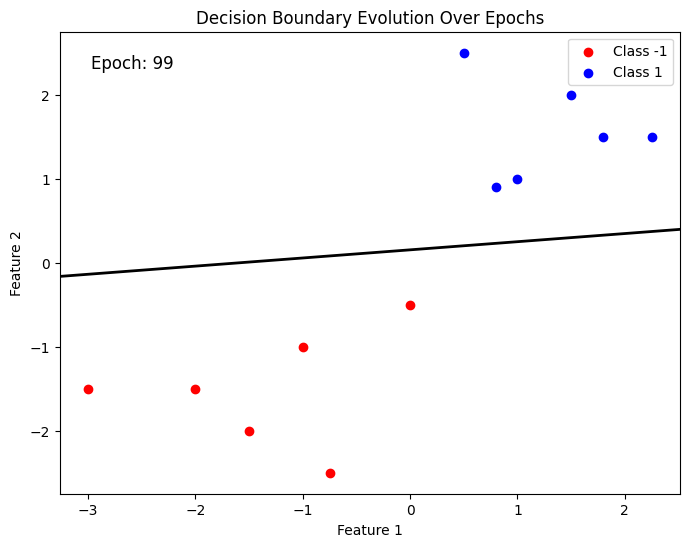 Decision Boundary Evolution Over Epochs
Epoch: 99
Class -1
Class 1
Feature 2
2
1
0
−1
−2
−3 −2 −1 0 1 2
Feature 1